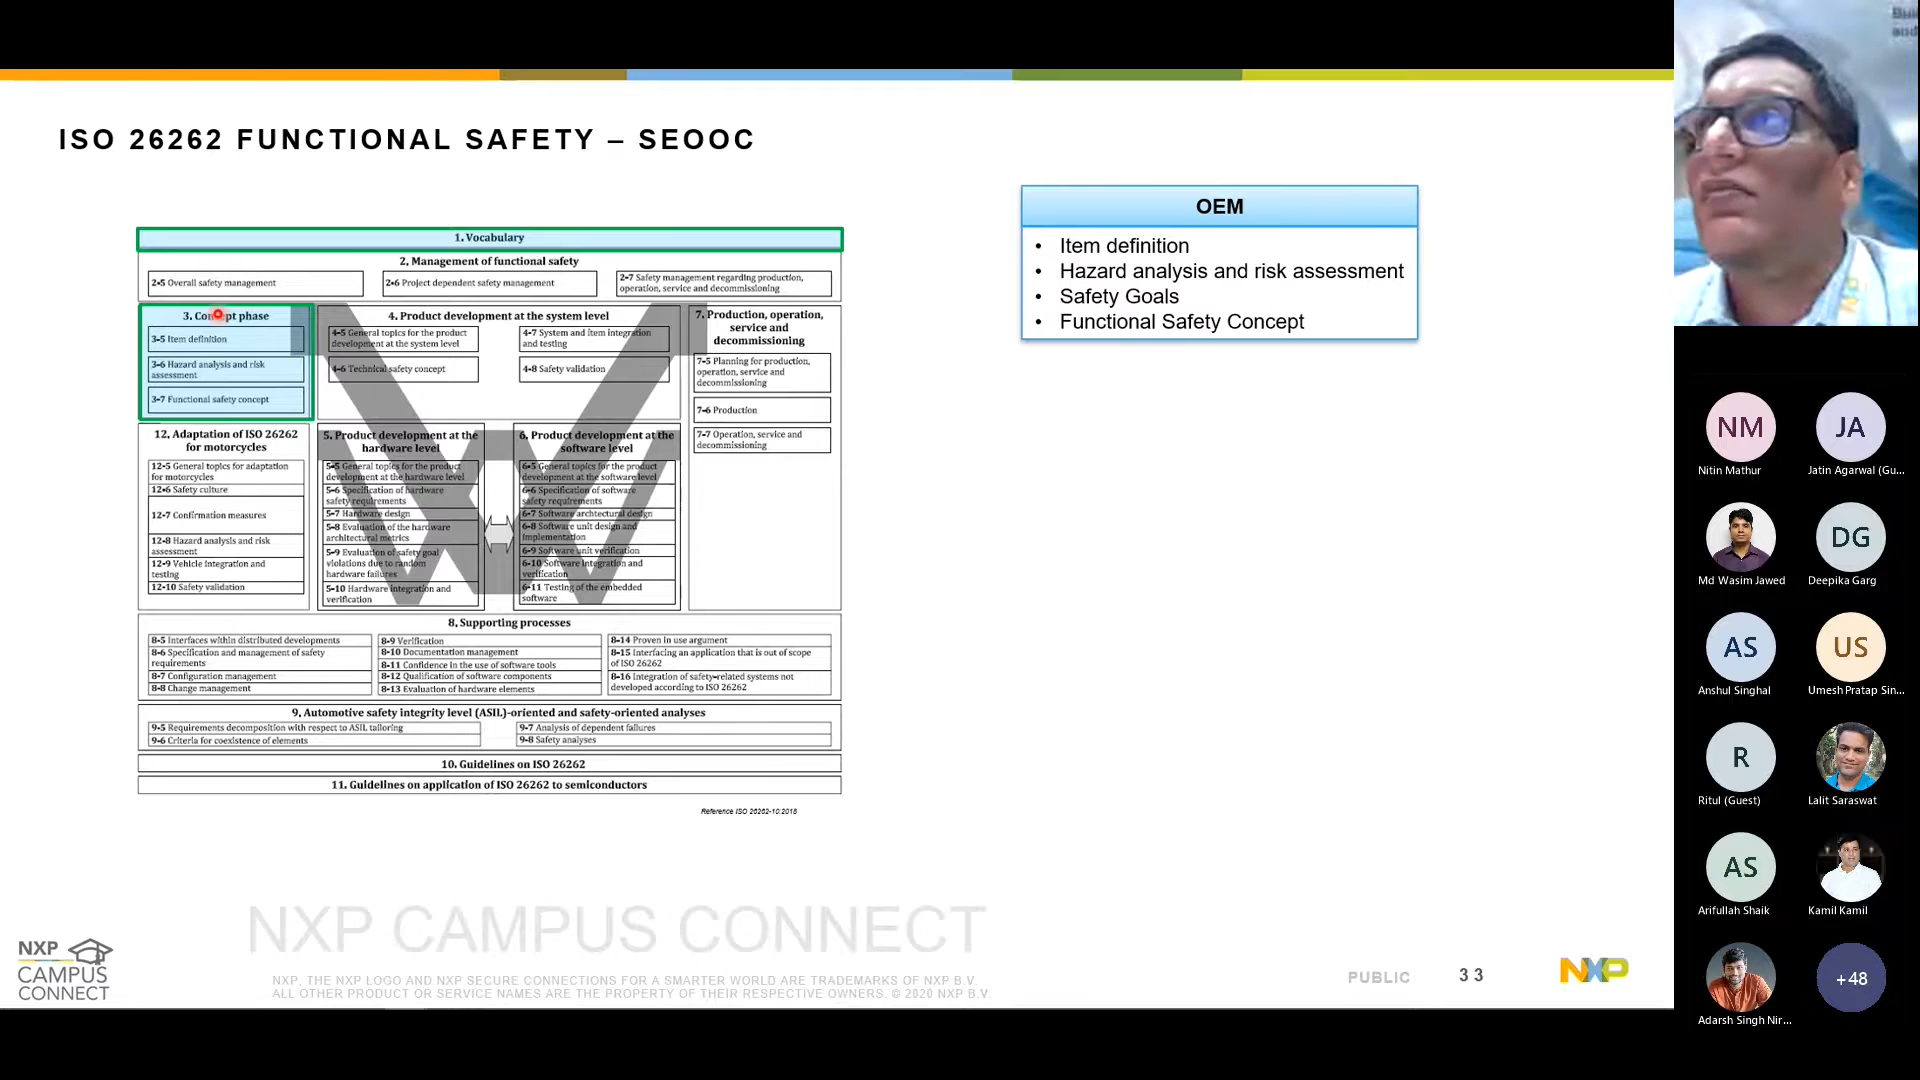 ISO 26262 FUNCTIONAL SAFETY – SEOOC
1. Vocabulary
2. Management of functional safety
2-5 Overall safety management
2-6 Project dependent safety management
2-7 Safety management regarding production,
operation, service and decommissioning
3. Concept phase
3-5 Item definition
3-6 Hazard analysis and risk
assessment
3-7 Functional safety concept
4. Product development at the system level
4-5 General topics for the product
development at the system level
4-6 Technical safety concept
4-7 System and item integration
and testing
4-8 Safety validation
7. Production, operation,
service and
decommissioning
7-5 Planning for production,
operation, service and
decommissioning
7-6 Production
7-7 Operation, service and
decommissioning
12. Adaptation of ISO 26262
for motorcycles
12-5 General topics for adaptation
for motorcycles
12-6 Safety culture
12-7 Confirmation measures
12-8 Hazard analysis and risk
assessment
12-9 Vehicle integration and
testing
12-10 Safety validation
5. Product development at the
hardware level
5-5 General topics for the product
development at the hardware level
5-6 Specification of hardware
safety requirements
5-7 Hardware design
5-8 Evaluation of the hardware
architectural metrics
5-9 Evaluation of safety goal
violations due to random
hardware failures
5-10 Hardware integration and
verification
6. Product development at the
software level
6-5 General topics for the product
development at the software level
6-6 Specification of software
safety requirements
6-7 Software architectural design
6-8 Software unit design and
implementation
6-9 Software unit verification
6-10 Software integration and
verification
6-11 Testing of the embedded
software
8. Supporting processes
8-5 Interfaces within distributed developments
8-6 Specification and management of safety
requirements
8-7 Configuration management
8-8 Change management
8-9 Verification
8-10 Documentation management
8-11 Confidence in the use of software tools
8-12 Qualification of software components
8-13 Evaluation of hardware elements
8-14 Proven in use argument
8-15 Interfacing an application that is out of scope
of ISO 26262
8-16 Integration of safety-related systems not
developed according to ISO 26262
9. Automotive safety integrity level (ASIL)-oriented and safety-oriented analyses
9-5 Requirements decomposition with respect to ASIL tailoring
9-6 Criteria for coexistence of elements
9-7 Analysis of dependent failures
9-8 Safety analyses
10. Guidelines on ISO 26262
11. Guidelines on application of ISO 26262 to semiconductors
Reference ISO 26262-10:2018
OEM
• Item definition
• Hazard analysis and risk assessment
• Safety Goals
• Functional Safety Concept
NXP CAMPUS CONNECT
NXP
CAMPUS
CONNECT
NXP, THE NXP LOGO AND NXP SECURE CONNECTIONS FOR A SMARTER WORLD ARE TRADEMARKS OF NXP B.V.
ALL OTHER PRODUCT OR SERVICE NAMES ARE THE PROPERTY OF THEIR RESPECTIVE OWNERS. © 2020 NXP B.V.
PUBLIC
33
NXP
and
NM
Nitin Mathur
JA
Jatin Agarwal (Gu...
Md Wasim Jawed
DG
Deepika Garg
AS
Anshul Singhal
US
Umesh Pratap Sin...
R
Ritul (Guest)
Lalit Saraswat
AS
Arifullah Shaik
Kamil Kamil
Adarsh Singh Nir...
+48